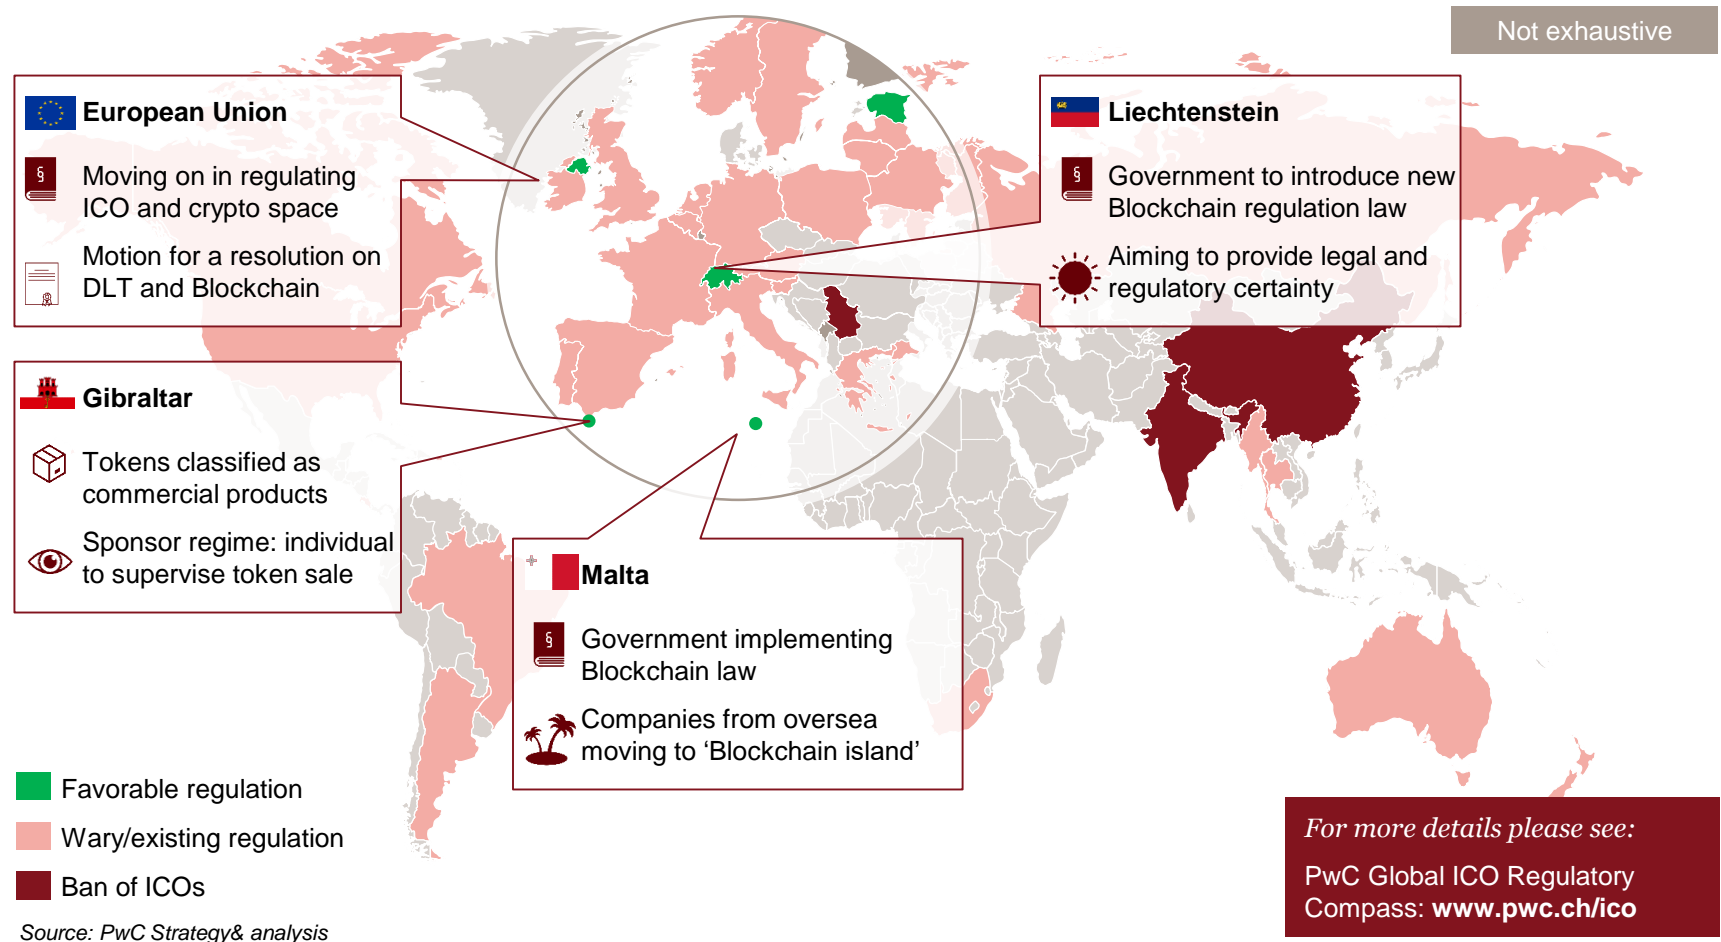 Not exhaustive
European Union
§
Moving on in regulating
ICO and crypto space
Motion for a resolution on
DLT and Blockchain
Liechtenstein
§
Government to introduce new
Blockchain regulation law
Aiming to provide legal and
regulatory certainty
Gibraltar
Tokens classified as
commercial products
Sponsor regime: individual
to supervise token sale
Malta
§
Government implementing
Blockchain law
Companies from oversea
moving to ‘Blockchain island’
Favorable regulation
Wary/existing regulation
Ban of ICOs
Source: PwC Strategy& analysis
For more details please see:
PwC Global ICO Regulatory
Compass: www.pwc.ch/ico